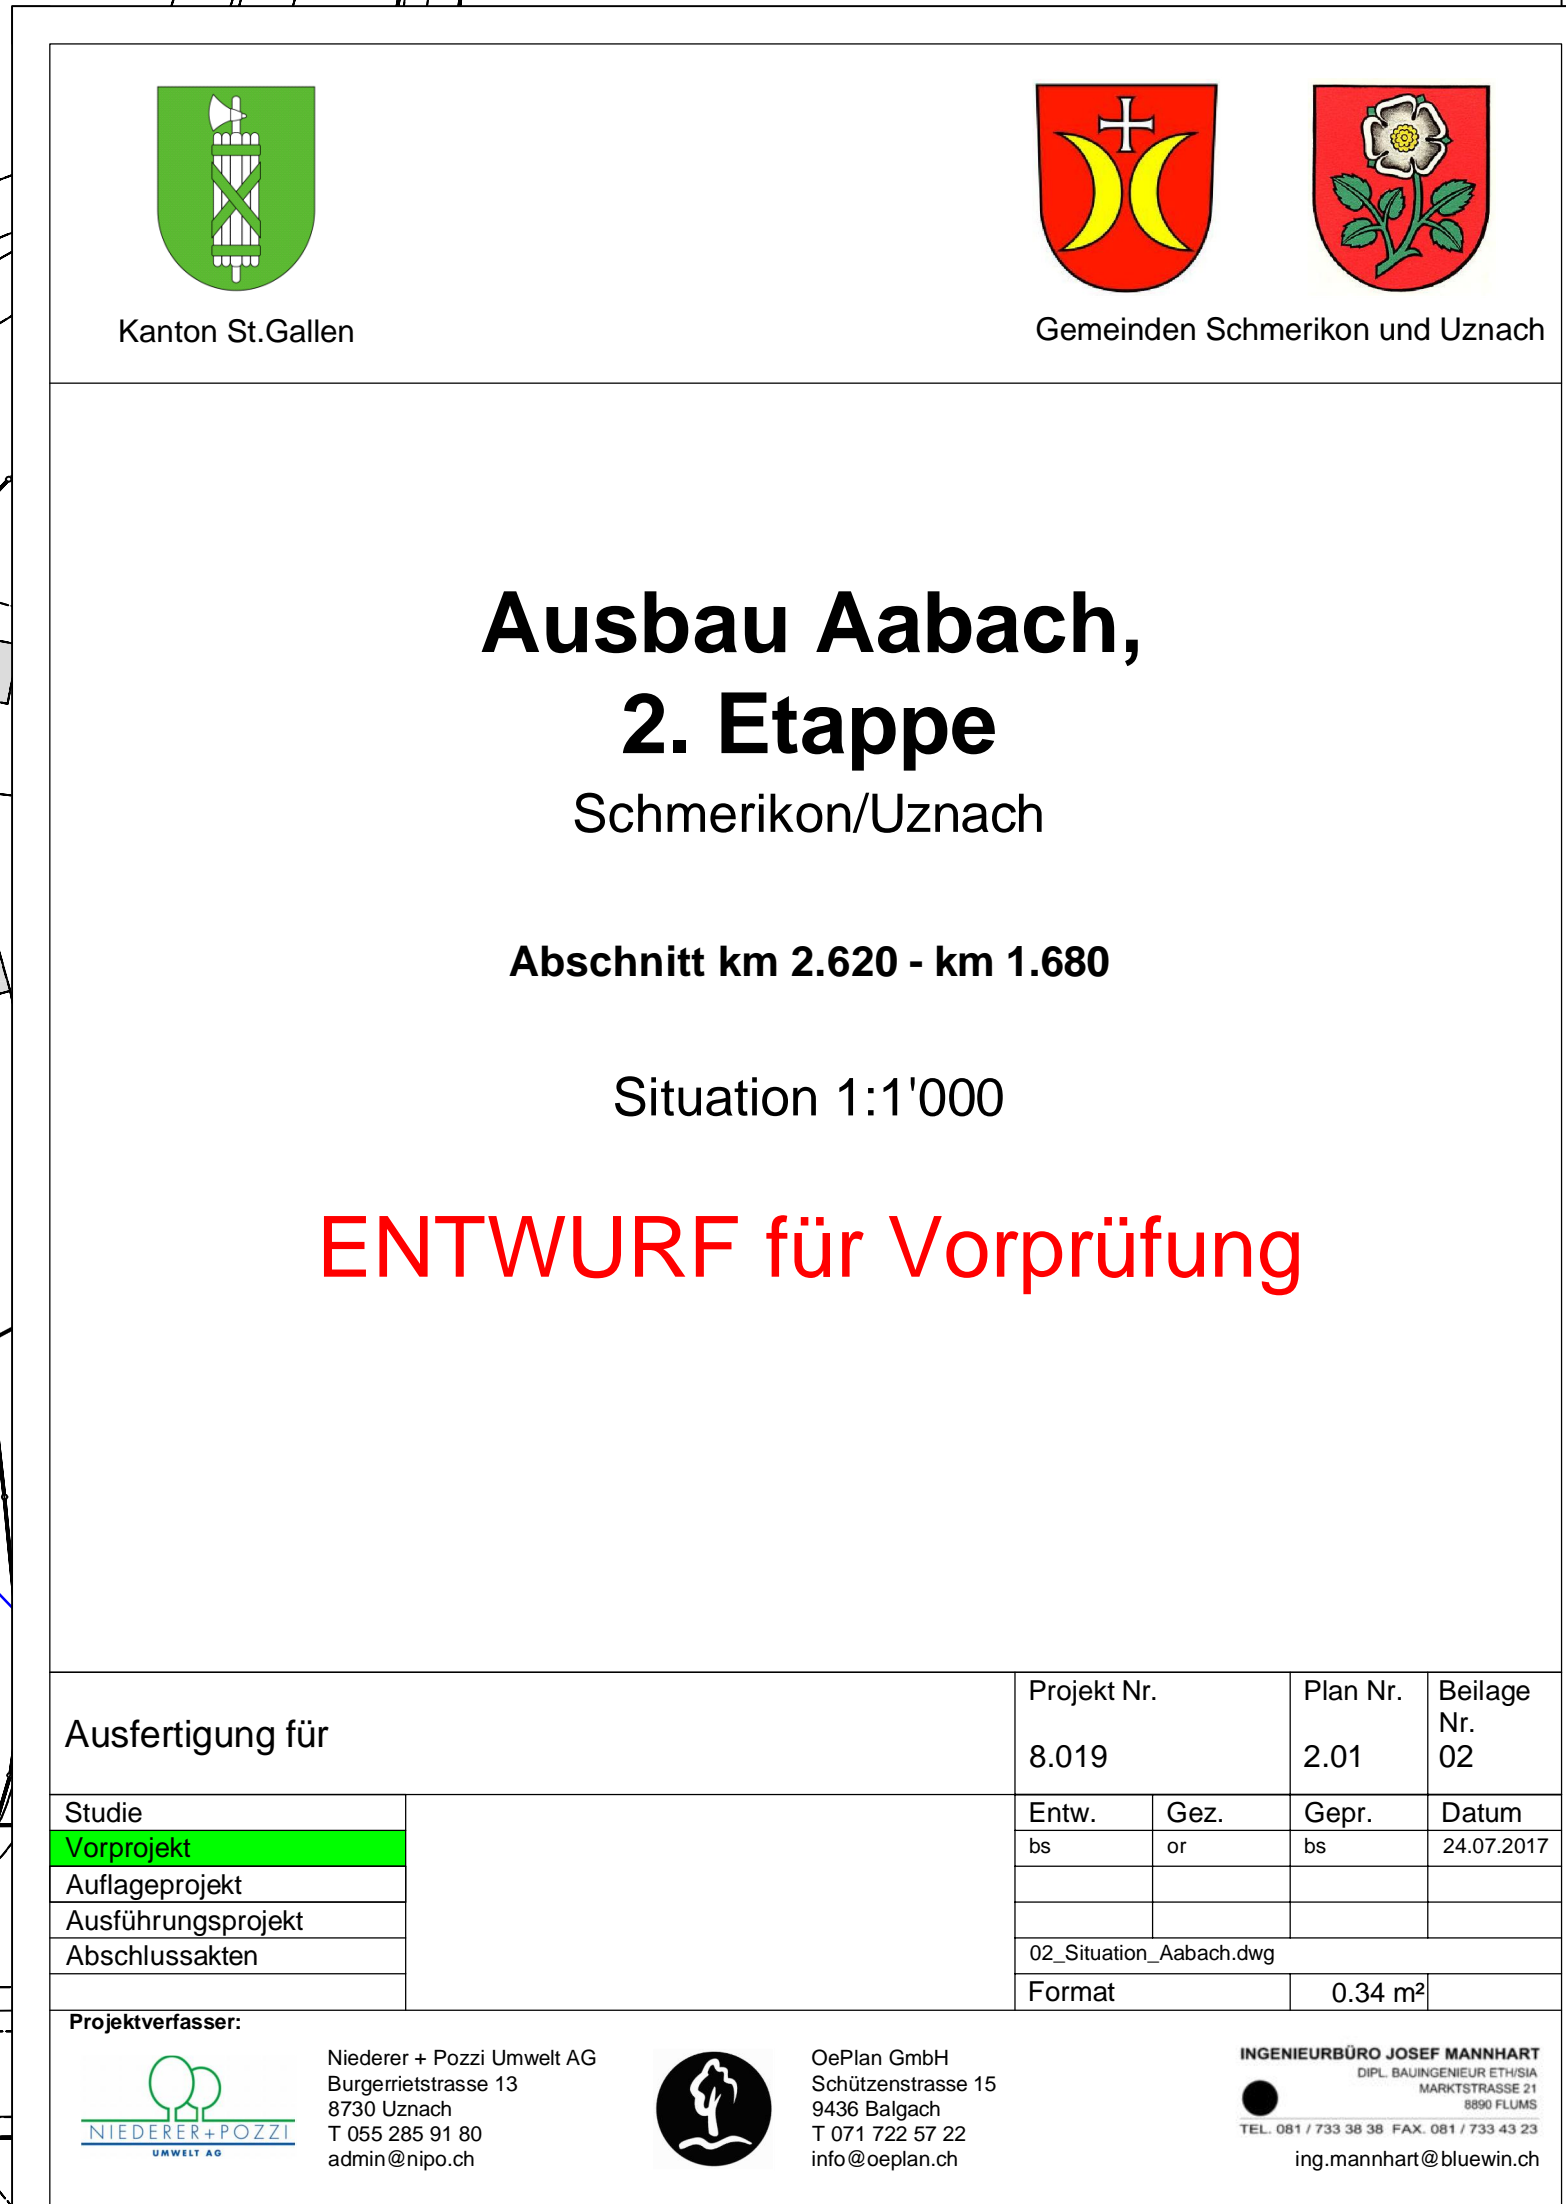 Kanton St.Gallen
Gemeinden Schmerikon und Uznach
Ausbau Aabach,
2. Etappe
Schmerikon/Uznach
Abschnitt km 2.620 - km 1.680
Situation 1:1'000
ENTWURF für Vorprüfung
Ausfertigung für
Projekt Nr.
8.019
Plan Nr.
2.01
Beilage
Nr.
02
Studie
Vorprojekt
Auflageprojekt
Ausführungsprojekt
Abschlussakten
Entw. Gez. Gepr. Datum
bs or bs 24.07.2017
02_Situation_Aabach.dwg
Format 0.34 m²
Projektverfasser:
NIEDERER+POZZI
UMWELT AG
Niederer + Pozzi Umwelt AG
Burgerrietstrasse 13
8730 Uznach
T 055 285 91 80
admin@nipo.ch
OePlan GmbH
Schützenstrasse 15
9436 Balgach
T 071 722 57 22
info@oeplan.ch
INGENIEURBÜRO JOSEF MANNHART
DIPL. BAUINGENIEUR ETH/SIA
MARKTSTRASSE 21
8890 FLUMS
TEL. 081 / 733 38 38 FAX. 081 / 733 43 23
ing.mannhart@bluewin.ch